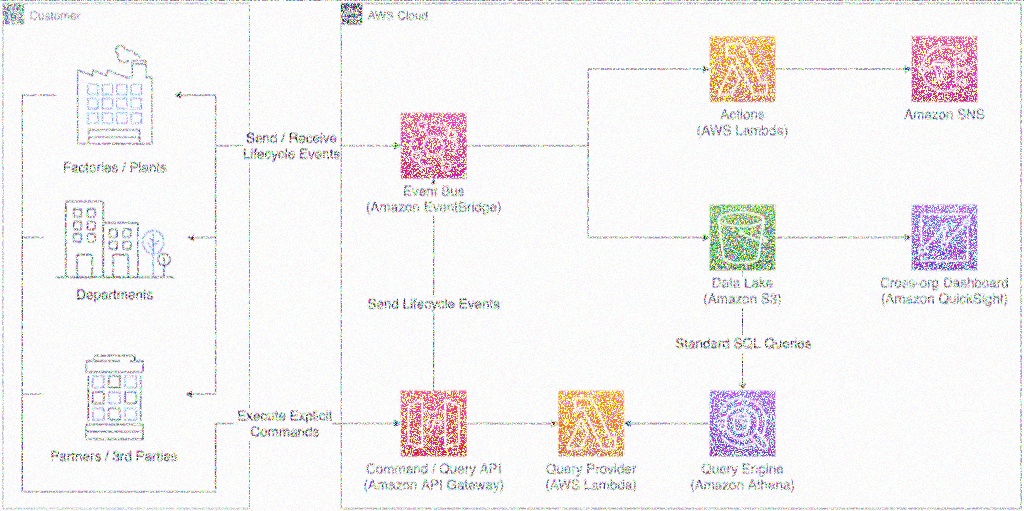 Customer
AWS Cloud
Factories / Plants
Departments
Partners / 3rd Parties
Send / Receive
Lifecycle Events
Event Bus
(Amazon EventBridge)
Send Lifecycle Events
Execute Explicit
Commands
Command / Query API
(Amazon API Gateway)
Actions
(AWS Lambda)
Amazon SNS
Data Lake
(Amazon S3)
Cross-org Dashboard
(Amazon QuickSight)
Standard SQL Queries
Query Provider
(AWS Lambda)
Query Engine
(Amazon Athena)